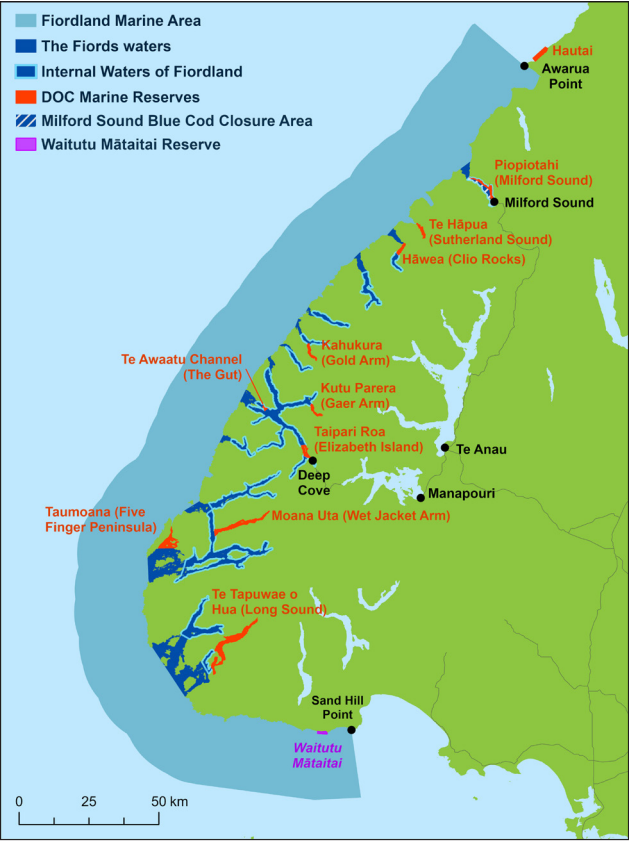 Fiordland Marine Area
The Fiords waters
Internal Waters of Fiordland
DOC Marine Reserves
Milford Sound Blue Cod Closure Area
Waitutu Mātaitai Reserve
Hautai
Awarua
Point
Piopiotahi
(Milford Sound)
Milford Sound
Te Hāpua
(Sutherland Sound)
Hāwea (Clio Rocks)
Kahukura
(Gold Arm)
Te Awaatu Channel
(The Gut)
Kutu Parera
(Gaer Arm)
Taipari Roa
(Elizabeth Island)
Deep
Cove
Te Anau
Manapouri
Taumoana (Five
Finger Peninsula)
Moana Uta (Wet Jacket Arm)
Te Tapuwae o
Hua (Long Sound)
Sand Hill
Point
Waitutu
Mātaitai
0 25 50 km